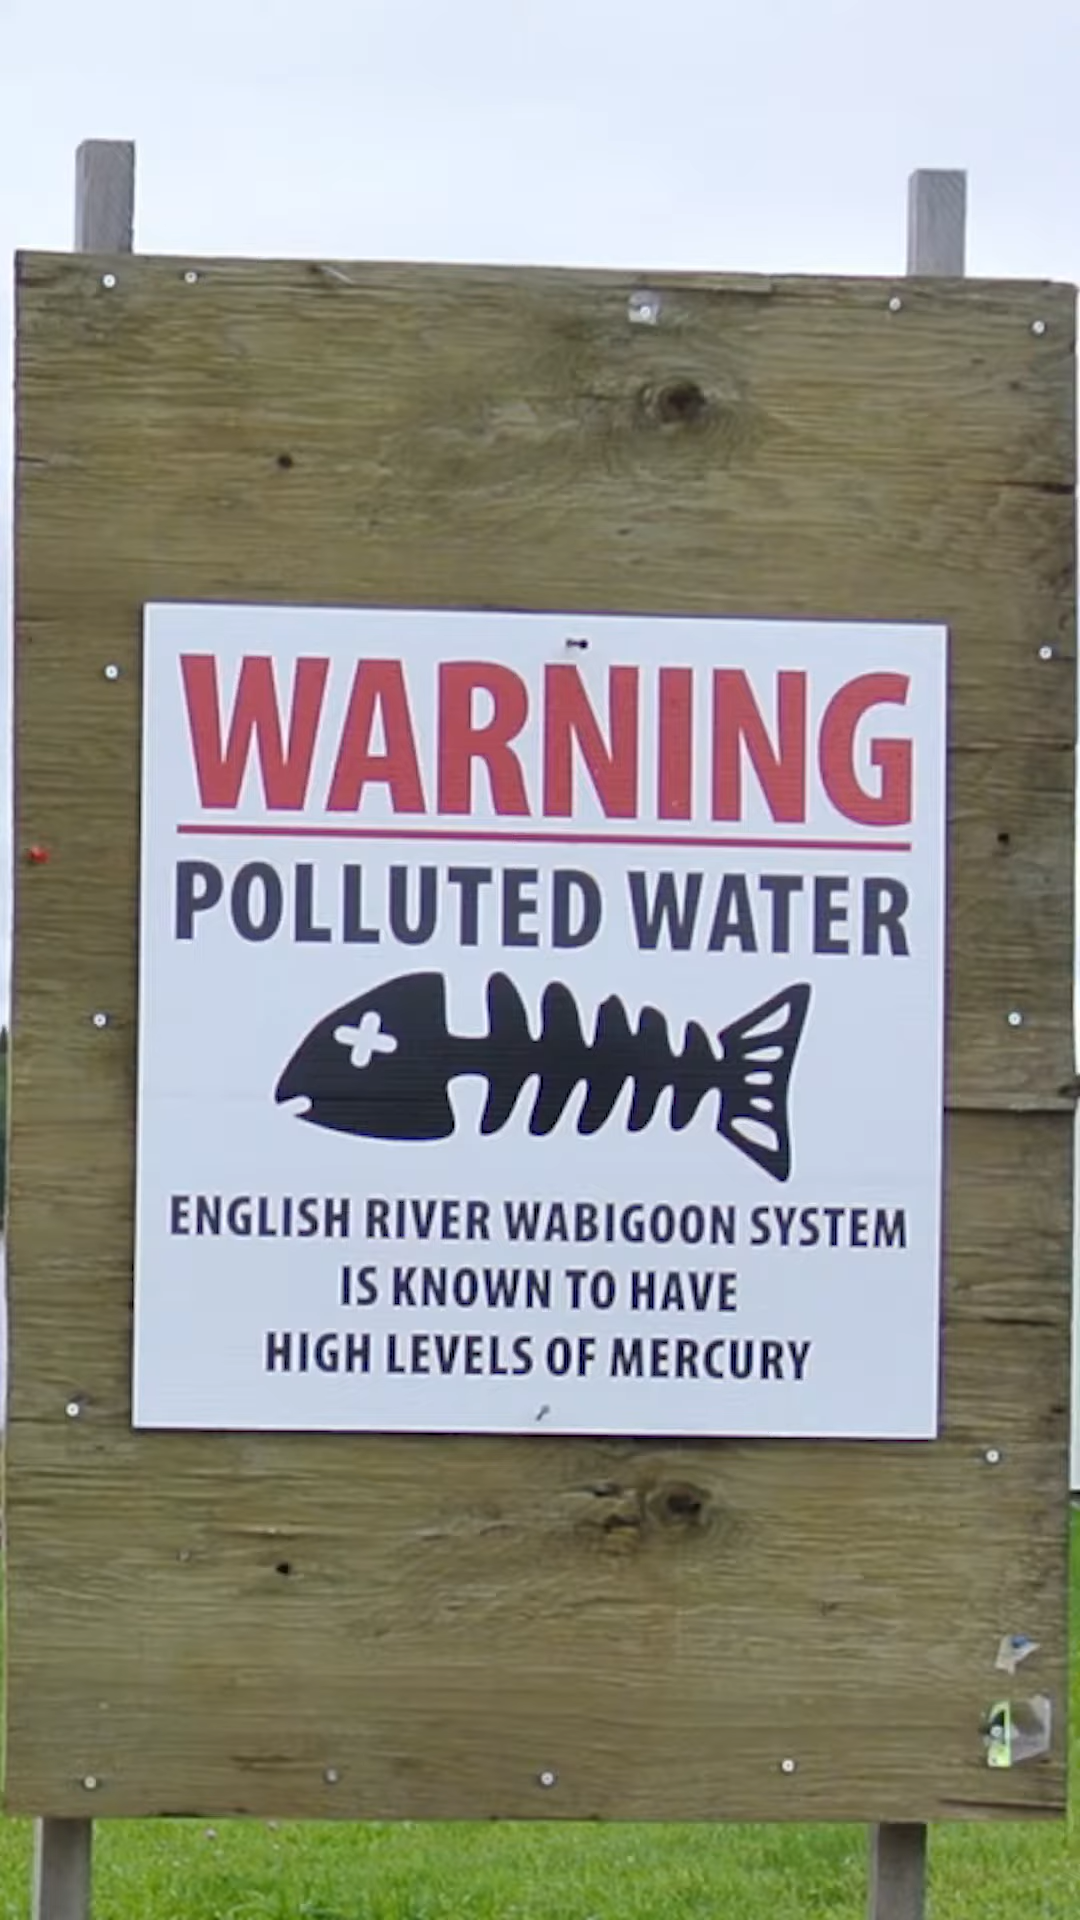 WARNING
POLLUTED WATER
ENGLISH RIVER WABIGOON SYSTEM
IS KNOWN TO HAVE
HIGH LEVELS OF MERCURY